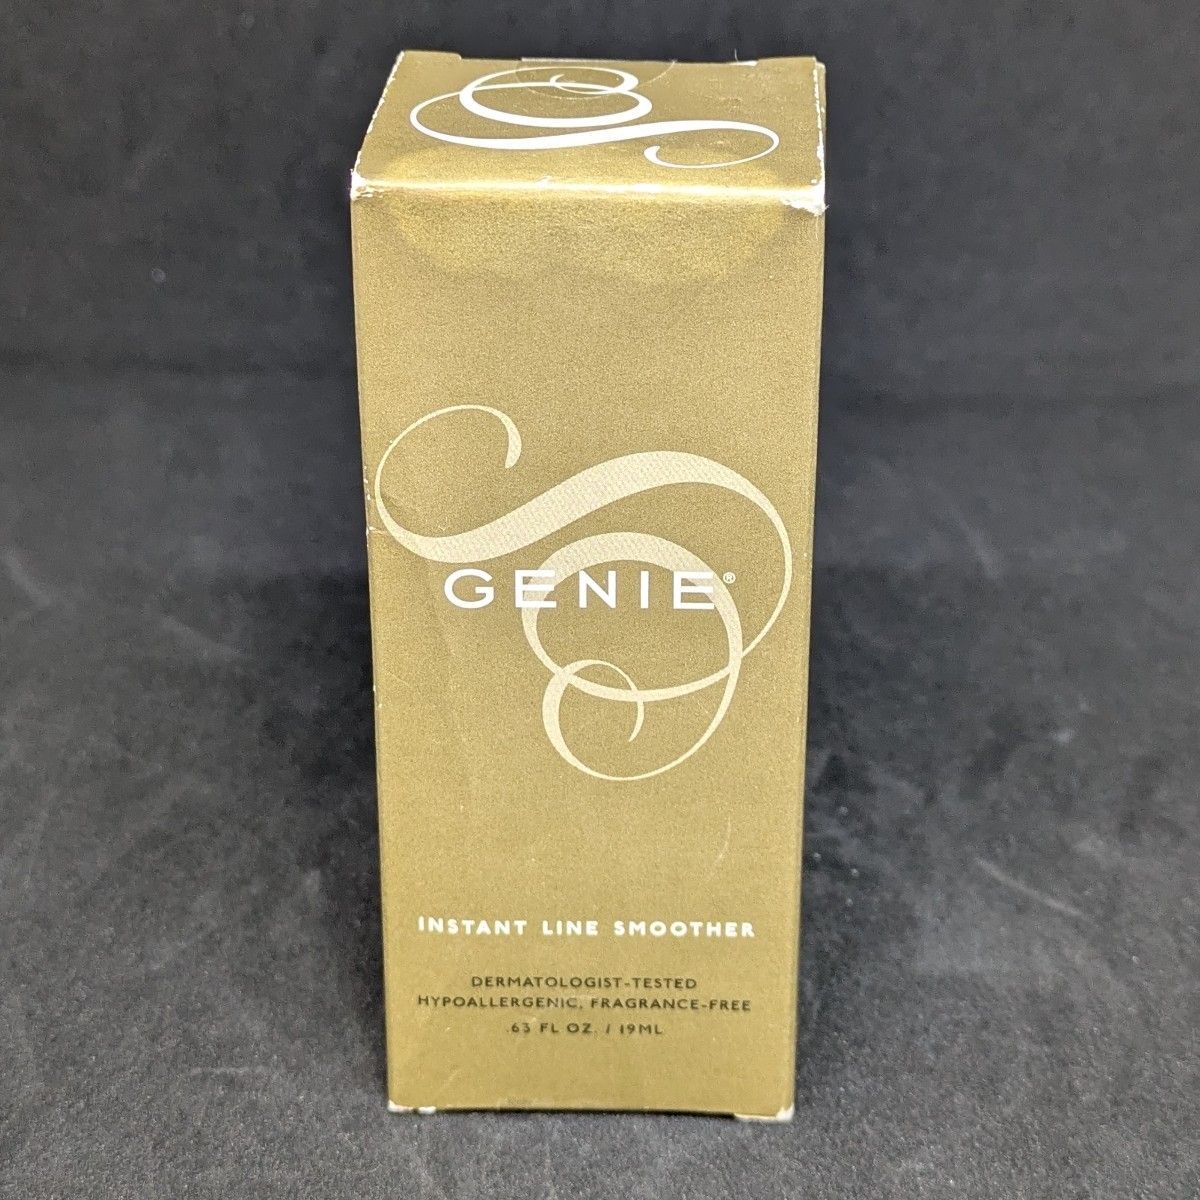 GENIE®
INSTANT LINE SMOOTHER
DERMATOLOGIST-TESTED
HYPOALLERGENIC, FRAGRANCE-FREE
.63 FL OZ. / 19ML